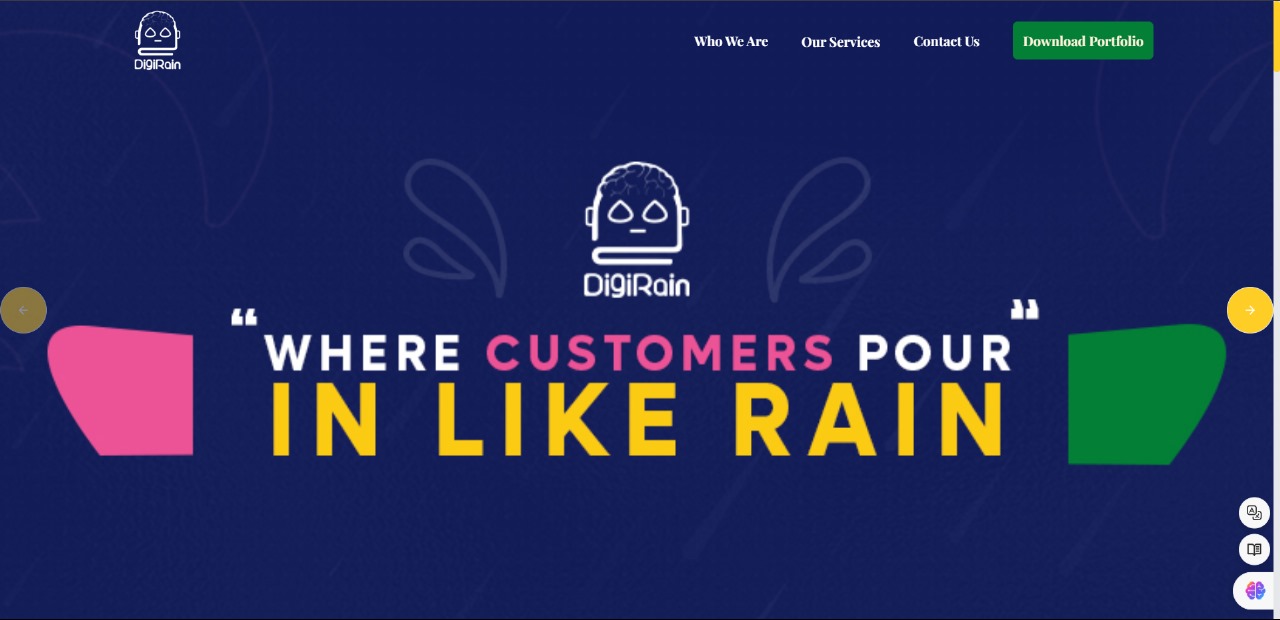 DigiRain
Who We Are
Our Services
Contact Us
Download Portfolio
DigiRain
“WHERE CUSTOMERS POUR”
IN LIKE RAIN